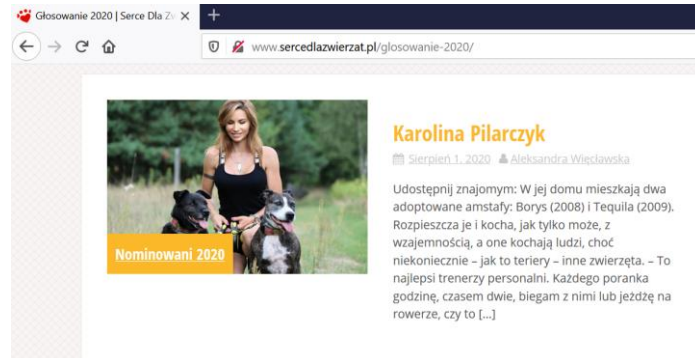 Głosowanie 2020 | Serce Dla Zw
www.sercedlazwierzat.pl/glosowanie-2020/
Karolina Pilarczyk
Sierpień 1, 2020 Aleksandra Więcławska
Udostępnij znajomym: W jej domu mieszkają dwa
adoptowane amstafy: Borys (2008) i Tequila (2009).
Rozpieszcza je i kocha, jak tylko może, z
wzajemnością, a one kochają ludzi, choć
niekoniecznie – jak to teriery – inne zwierzęta. – To
najlepsi trenerzy personalni. Każdego poranka
godzinę, czasem dwie, biegam z nimi lub jeżdżę na
rowerze, czy to [...]
Nominowani 2020